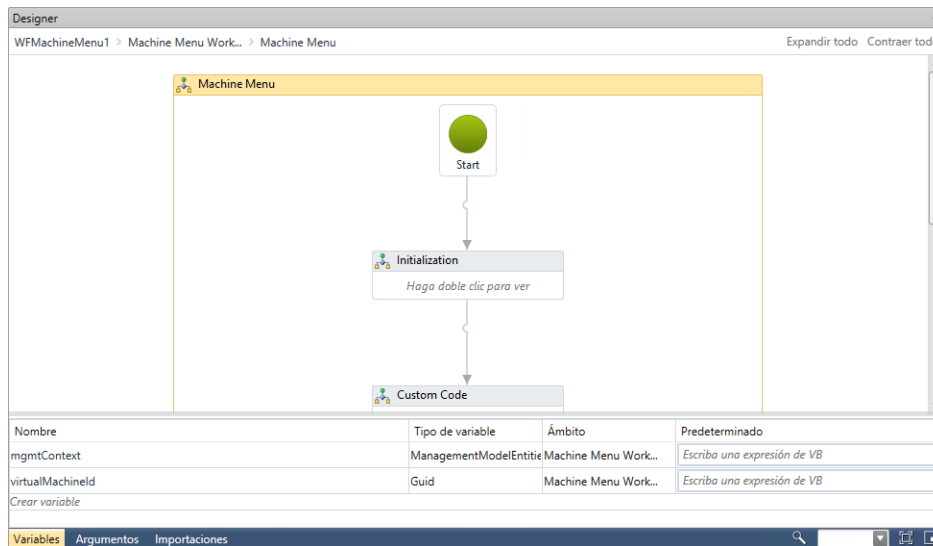 Designer
WFMachineMenu1 > Machine Menu Work... > Machine Menu Expandir todo Contraer tod
Machine Menu
Start
Initialization
Haga doble clic para ver
Custom Code
Nombre Tipo de variable Ámbito Predeterminado
mgmtContext ManagementModelEntitie Machine Menu Work... Escriba una expresión de VB
virtualMachineId Guid Machine Menu Work... Escriba una expresión de VB
Crear variable
Variables Argumentos Importaciones